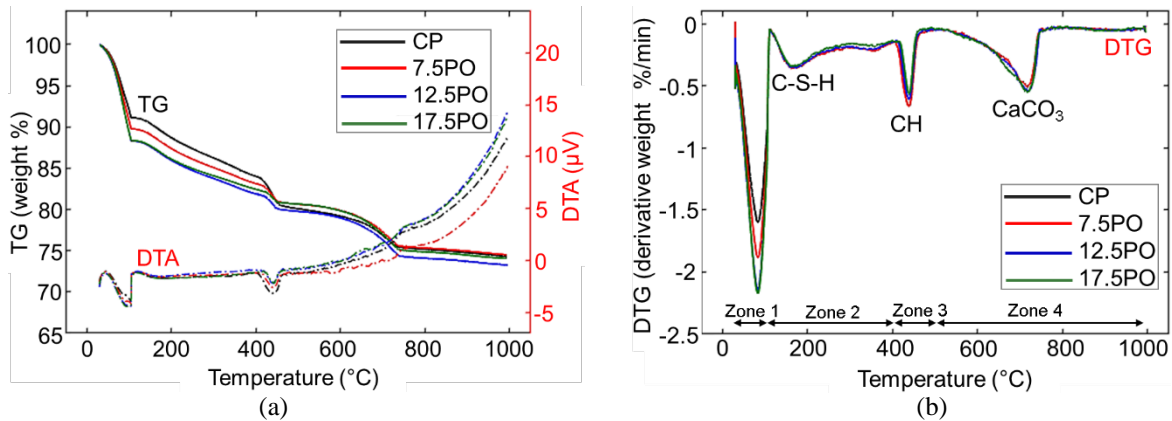 100
95
90
85
80
75
70
65
TG (weight %)
TG
DTA
CP
7.5PO
12.5PO
17.5PO
20
15
10
5
0
-5
DTA (µV)
0
200
400
600
800
1000
Temperature (°C)
(a)
0
-0.5
-1
-1.5
-2
-2.5
DTG (derivative weight %/min)
C-S-H
CH
CaCO₃
DTG
CP
7.5PO
12.5PO
17.5PO
Zone 1
Zone 2
Zone 3
Zone 4
0
200
400
600
800
1000
Temperature (°C)
(b)